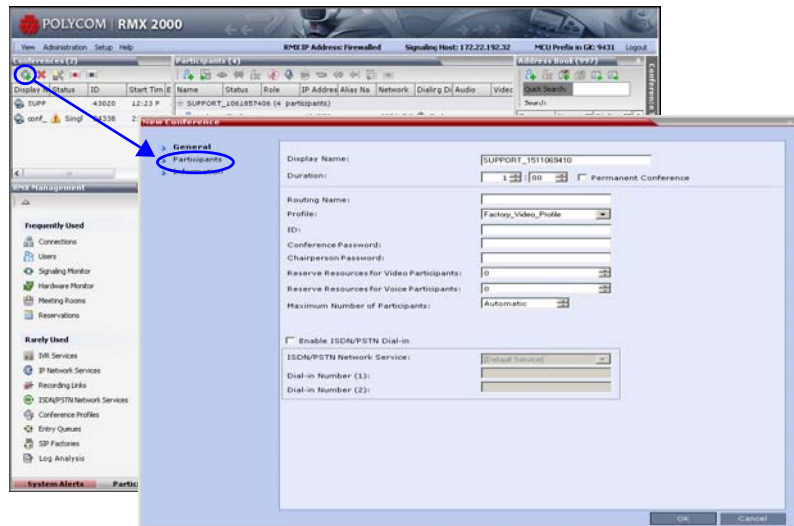 POLYCOM | RMX 2000
View Administration Setup Help RMX IP Address: Firewalled Signaling Host: 172.22.192.32 MCU Prefix in GK: 9431 Logout
Conferences (2) Participants (4) Address Book (997)
Display N Status ID Start Tim E Name Status Role IP Addres Alias Na Network Dialing Di Audio Video Quick Search:
SUPP 43020 12:23 P SUPPORT_1061857406 (4 participants) Search:
conf_ Singl
New Conference
General
Participants
Information
Display Name: SUPPORT_1511069410
Duration: 1 : 00 Permanent Conference
Routing Name:
Profile: Factory_Video_Profile
ID:
Conference Password:
Chairperson Password:
Reserve Resources for Video Participants: 0
Reserve Resources for Voice Participants: 0
Maximum Number of Participants: Automatic
Enable ISDN/PSTN Dial-in
ISDN/PSTN Network Service: [Default Service]
Dial-in Number (1):
Dial-in Number (2):
OK Cancel
RMX Management
Frequently Used
Connections
Users
Signaling Monitor
Hardware Monitor
Meeting Rooms
Reservations
Rarely Used
IVR Services
IP Network Services
Recording Links
ISDN/PSTN Network Services
Conference Profiles
Entry Queues
SIP Factories
Log Analysis
System Alerts Partic
Conference